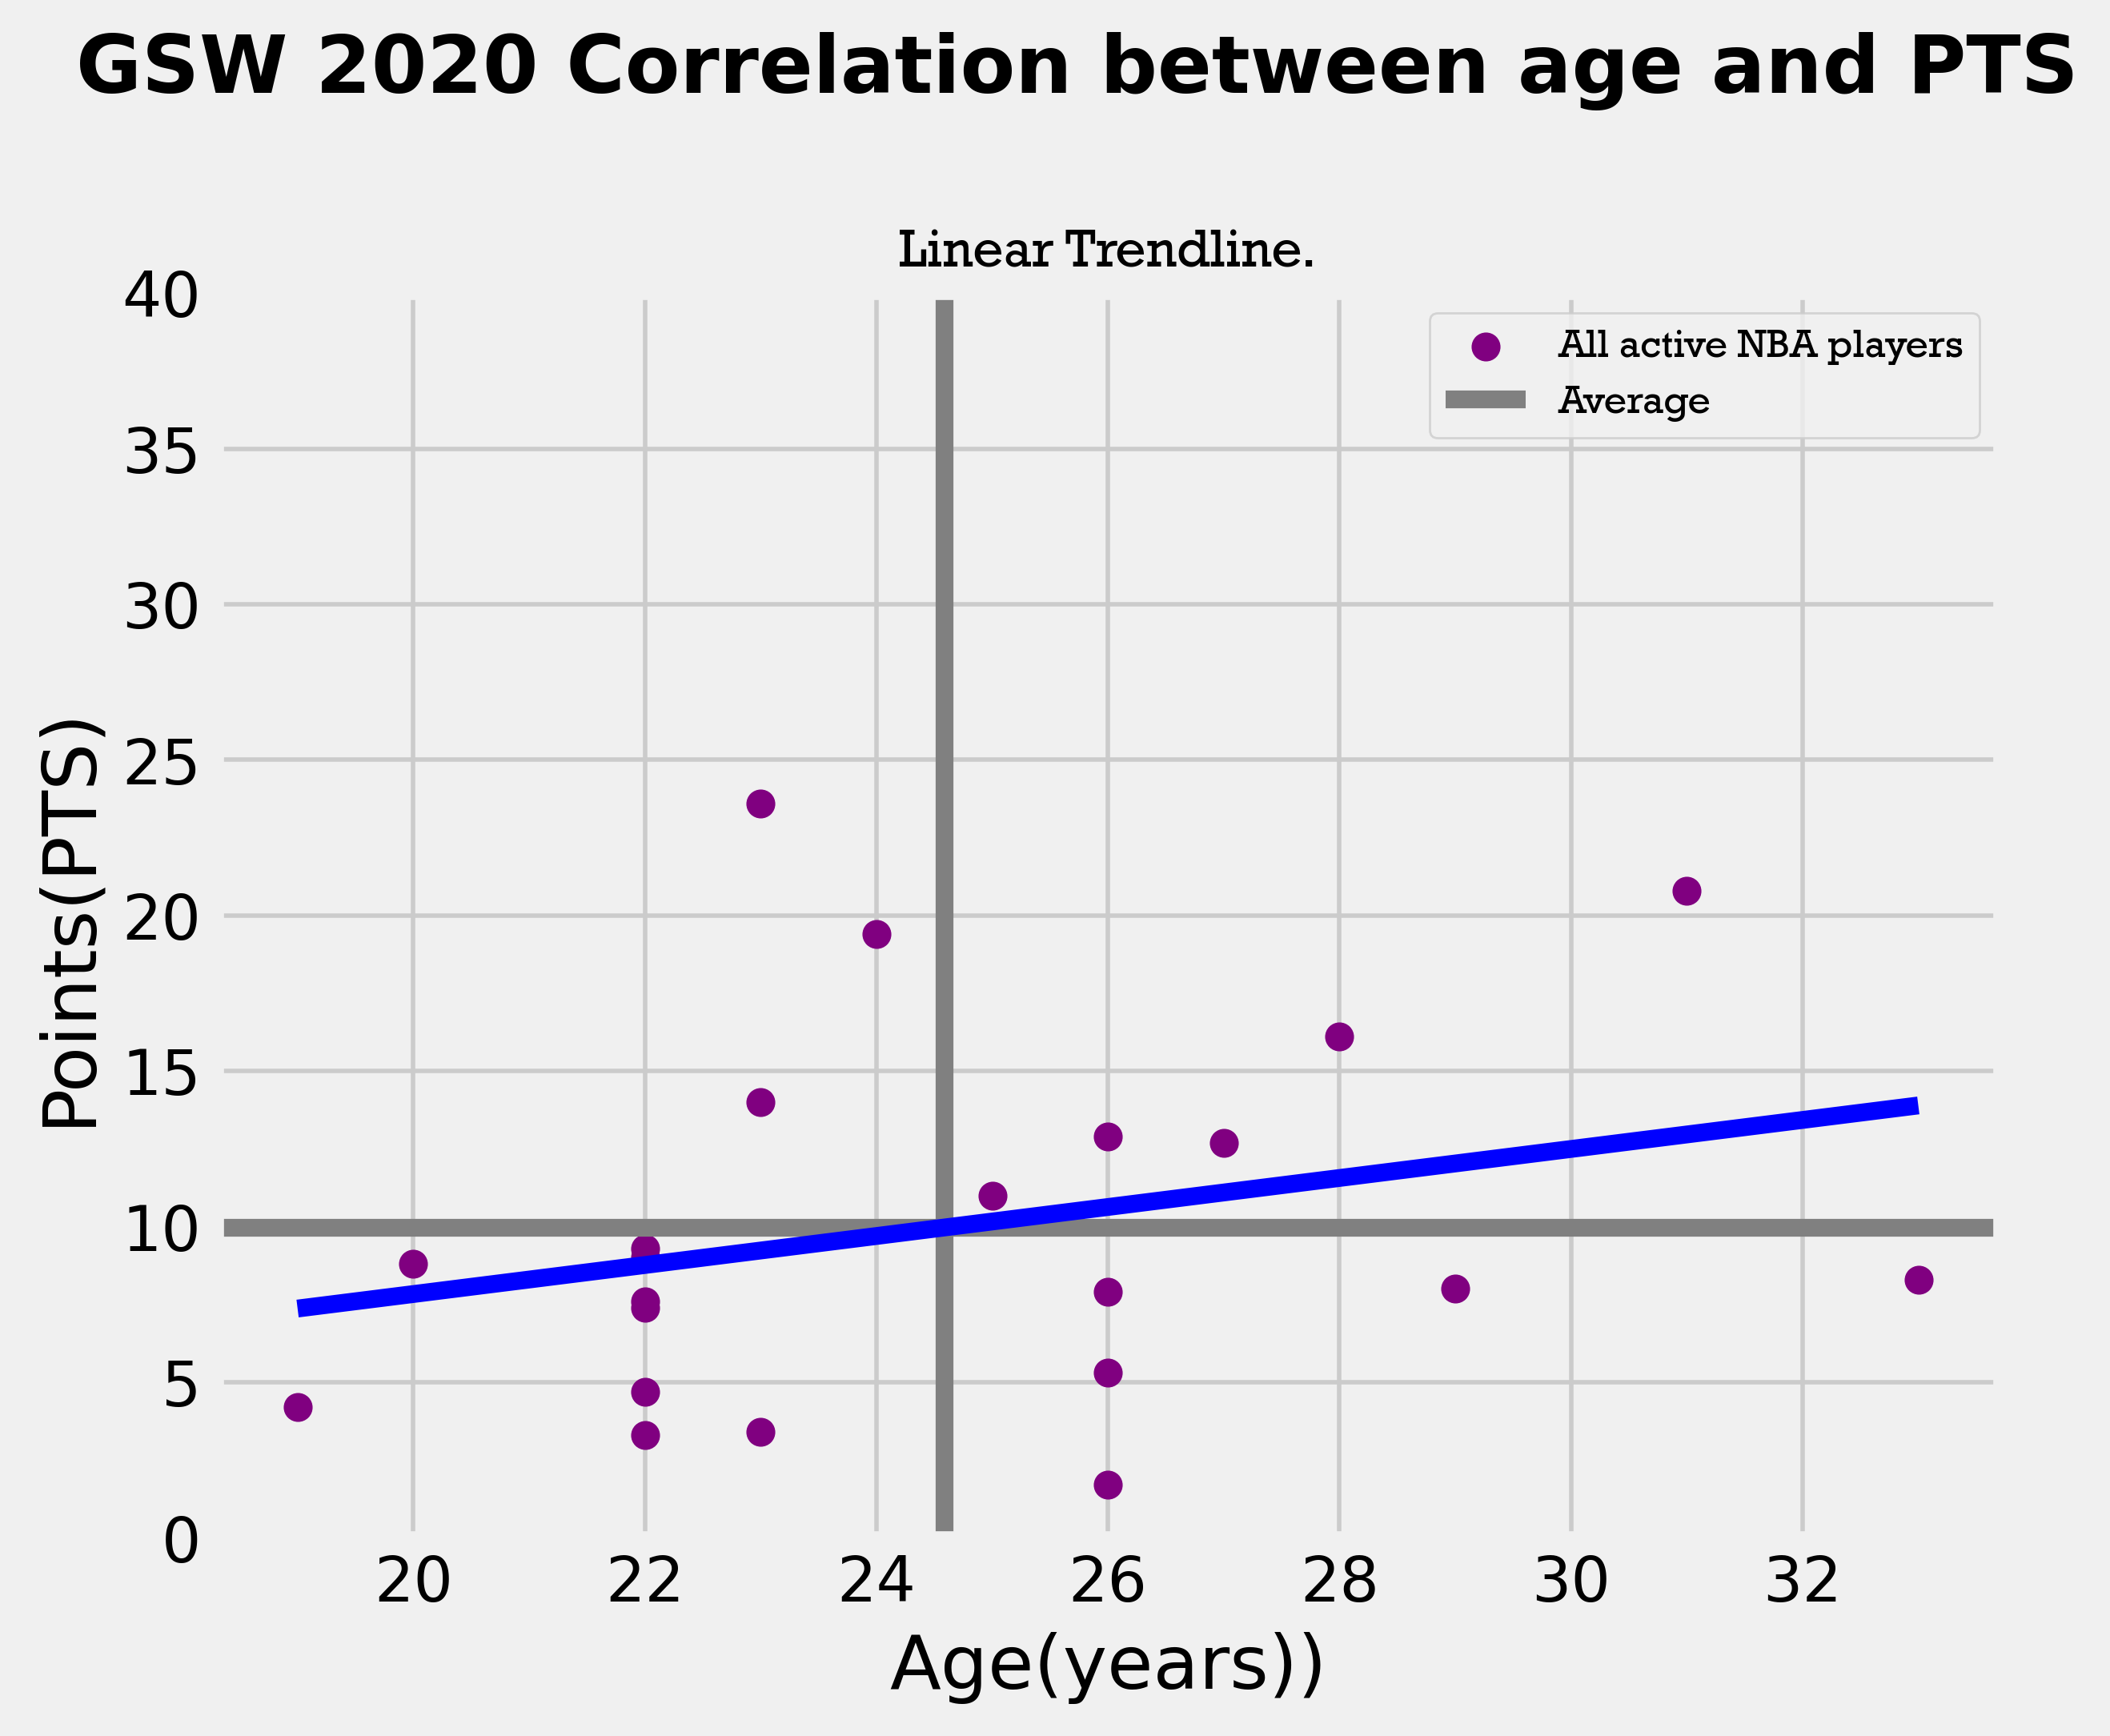 GSW 2020 Correlation between age and PTS
Linear Trendline.
40
35
30
25
20
15
10
5
0
Points(PTS)
All active NBA players
Average
20 22 24 26 28 30 32
Age(years))